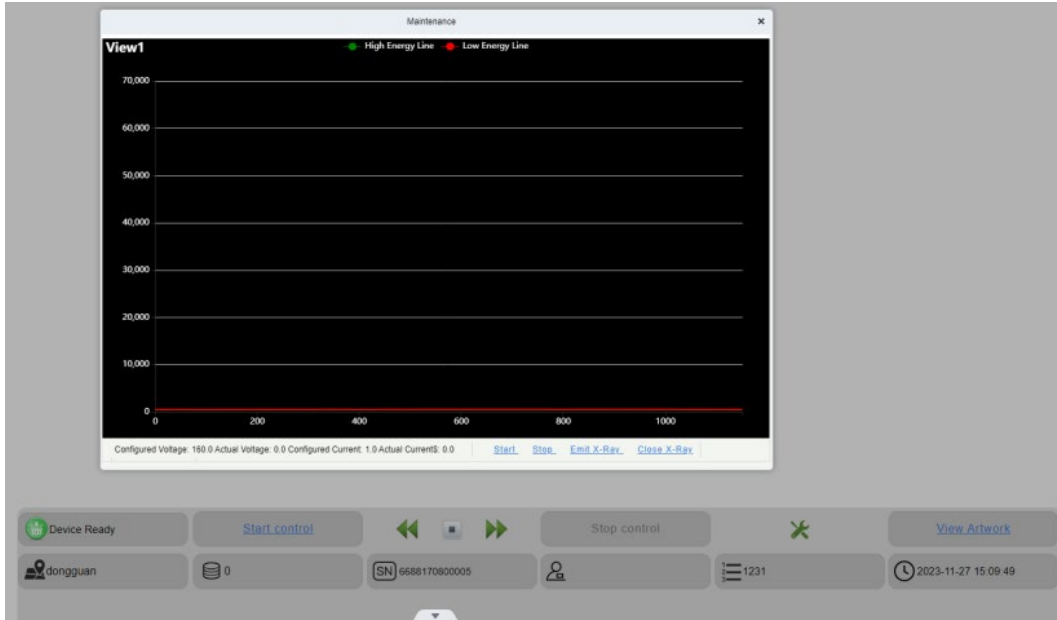 Maintenance
View1
High Energy Line Low Energy Line
70,000
60,000
50,000
40,000
30,000
20,000
10,000
0
0 200 400 600 800 1000
Configured Voltage: 160.0 Actual Voltage: 0.0 Configured Current: 1.0 Actual Current$: 0.0 Start Stop Emit X-Ray Close X-Ray
Device Ready Start control Stop control View Artwork
dongguan 0 SN 6688170800005 1231 2023-11-27 15:09:49